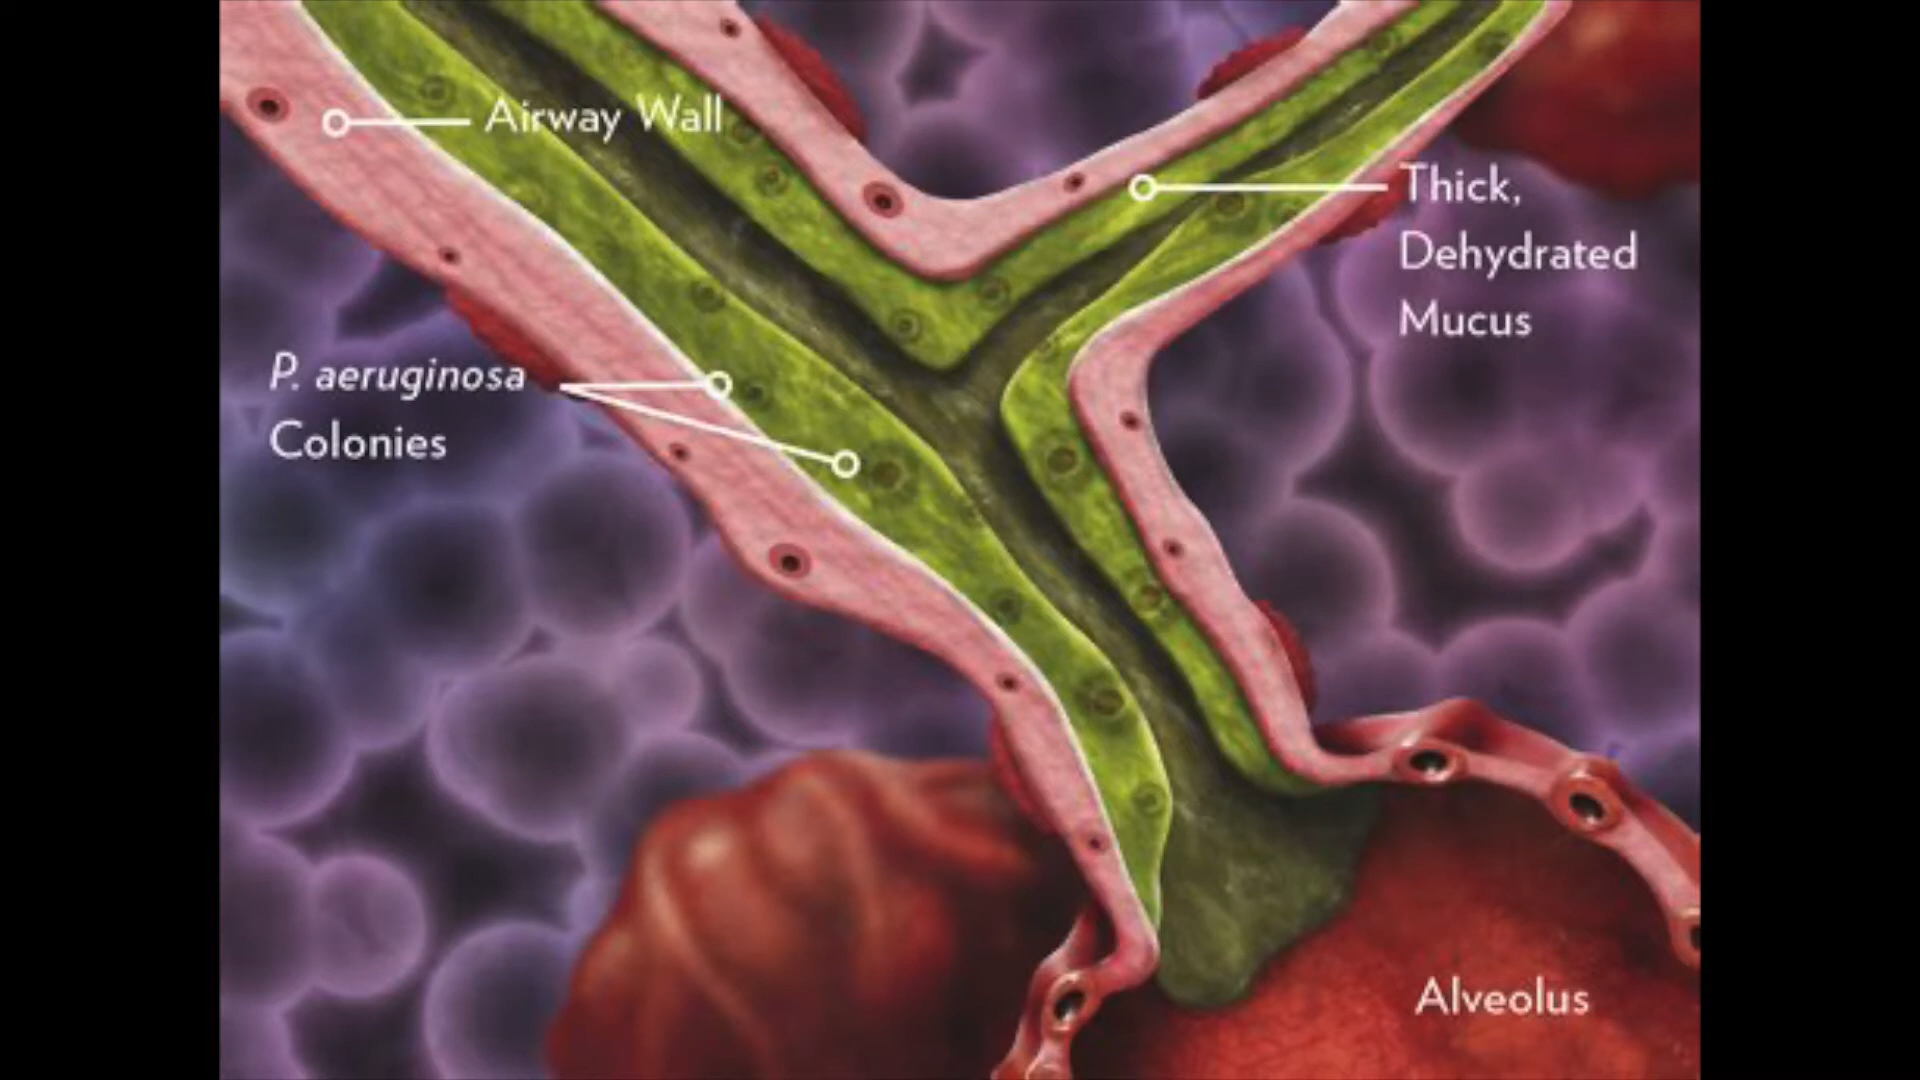 Airway Wall
Thick,
Dehydrated
Mucus
P. aeruginosa
Colonies
Alveolus